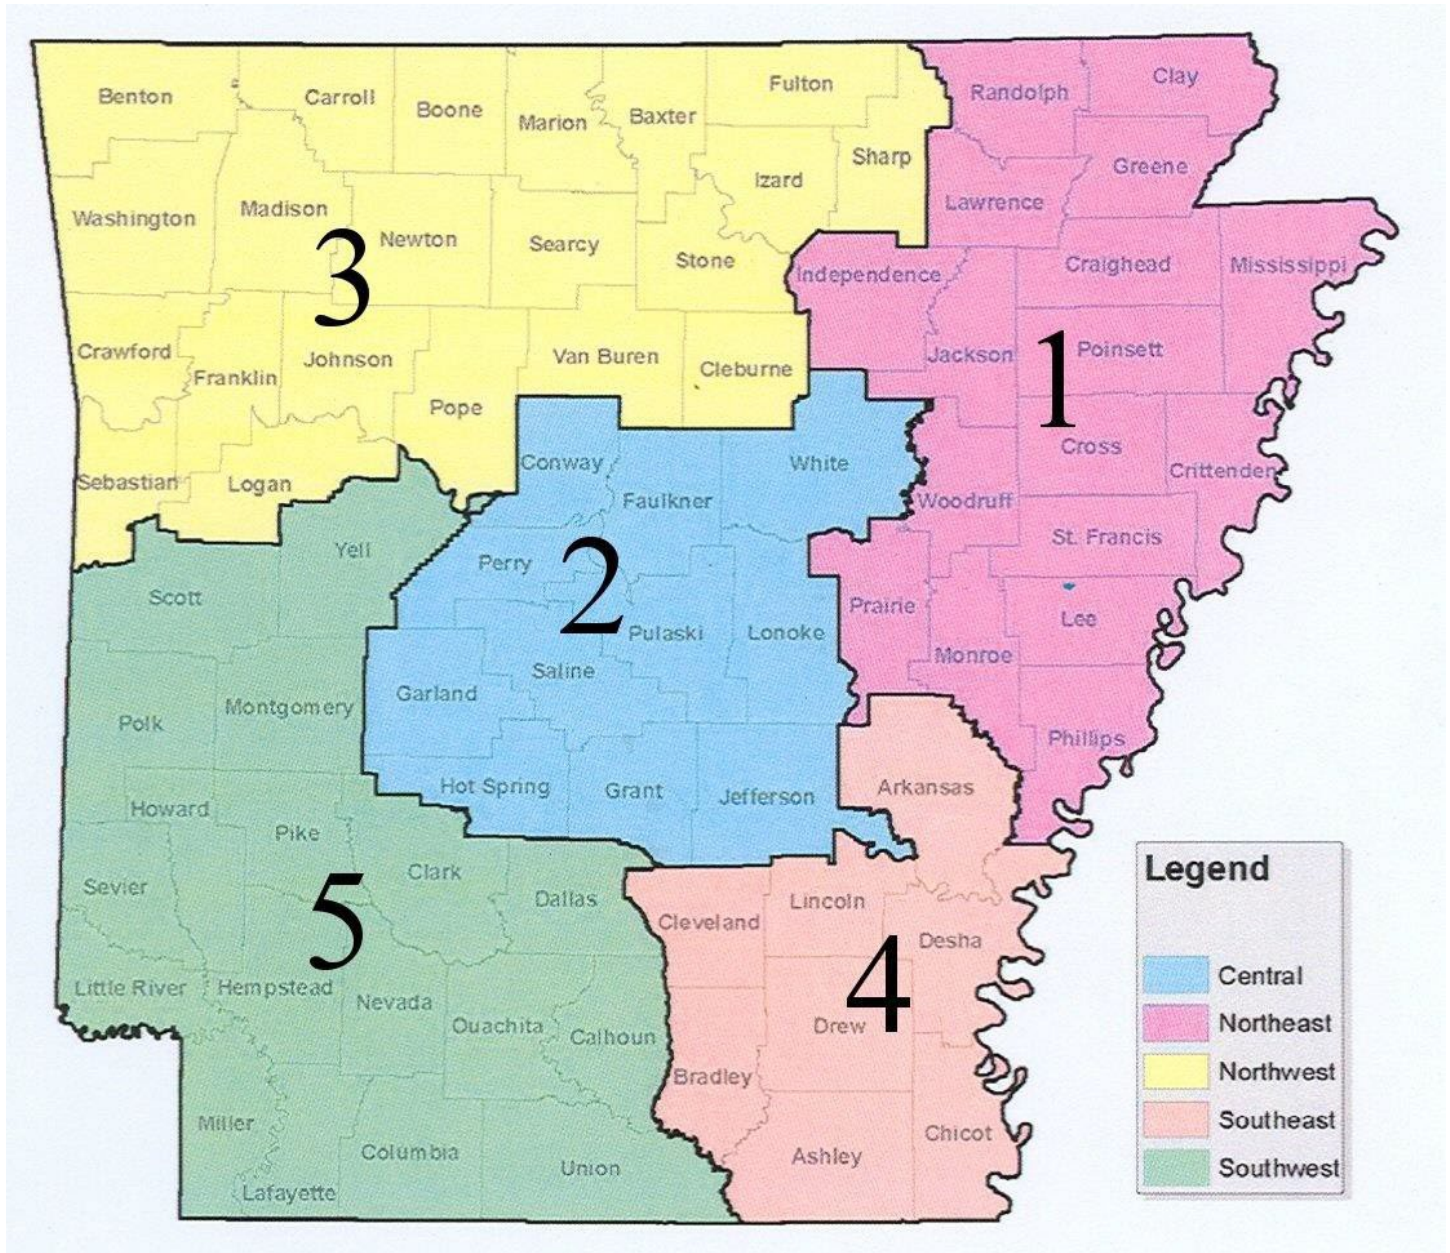 Benton
Carroll
Boone
Marion
Baxter
Fulton
Randolph
Clay
Sharp
Izard
Greene
Lawrence
Washington
Madison
Newton
Searcy
Stone
3
Independence
Craighead
Mississippi
Crawford
Franklin
Johnson
Van Buren
Cleburne
Jackson
Poinsett
1
Pope
Sebastian
Logan
Conway
Faulkner
White
Cross
Crittenden
Woodruff
St. Francis
Yell
Perry
2
Scott
Prairie
Lee
Pulaski
Lonoke
Monroe
Saline
Garland
Polk
Montgomery
Phillips
Hot Spring
Grant
Jefferson
Arkansas
Howard
Pike
Clark
Sevier
5
Dallas
Cleveland
Lincoln
Desha
4
Little River
Hempstead
Nevada
Ouachita
Calhoun
Drew
Bradley
Miller
Columbia
Union
Lafayette
Ashley
Chicot
Legend
Central
Northeast
Northwest
Southeast
Southwest